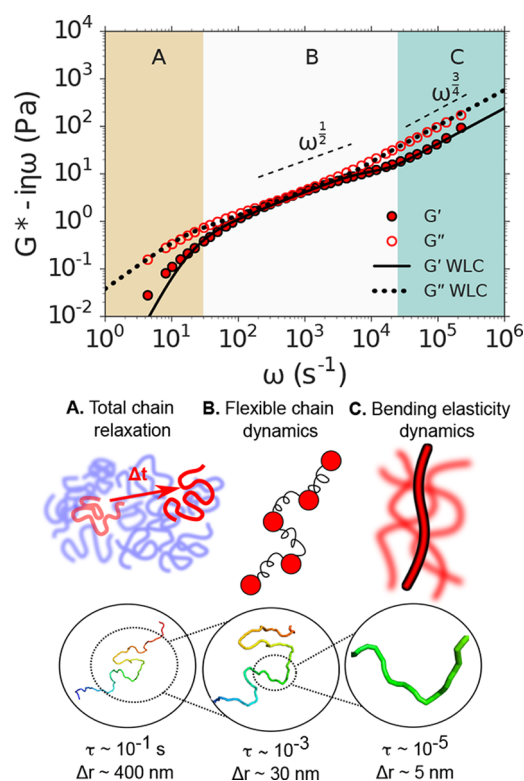 A B C
10⁴
10³
10²
10¹
10⁰
10⁻¹
10⁻²
G* - iηω (Pa)
ω^½
ω^¾
G′
G″
G′ WLC
G″ WLC
10⁰ 10¹ 10² 10³ 10⁴ 10⁵ 10⁶
ω (s⁻¹)
A. Total chain
relaxation
B. Flexible chain
dynamics
C. Bending elasticity
dynamics
Δt
τ ~ 10⁻¹ s
Δr ~ 400 nm
τ ~ 10⁻³
Δr ~ 30 nm
τ ~ 10⁻⁵
Δr ~ 5 nm